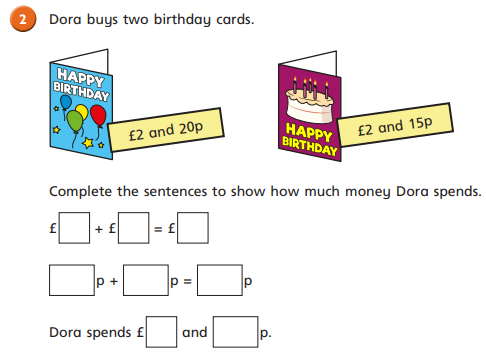 2 Dora buys two birthday cards.
HAPPY
BIRTHDAY
£2 and 20p
HAPPY
BIRTHDAY
£2 and 15p
Complete the sentences to show how much money Dora spends.
£ + £ = £
p + p = p
Dora spends £ and p.